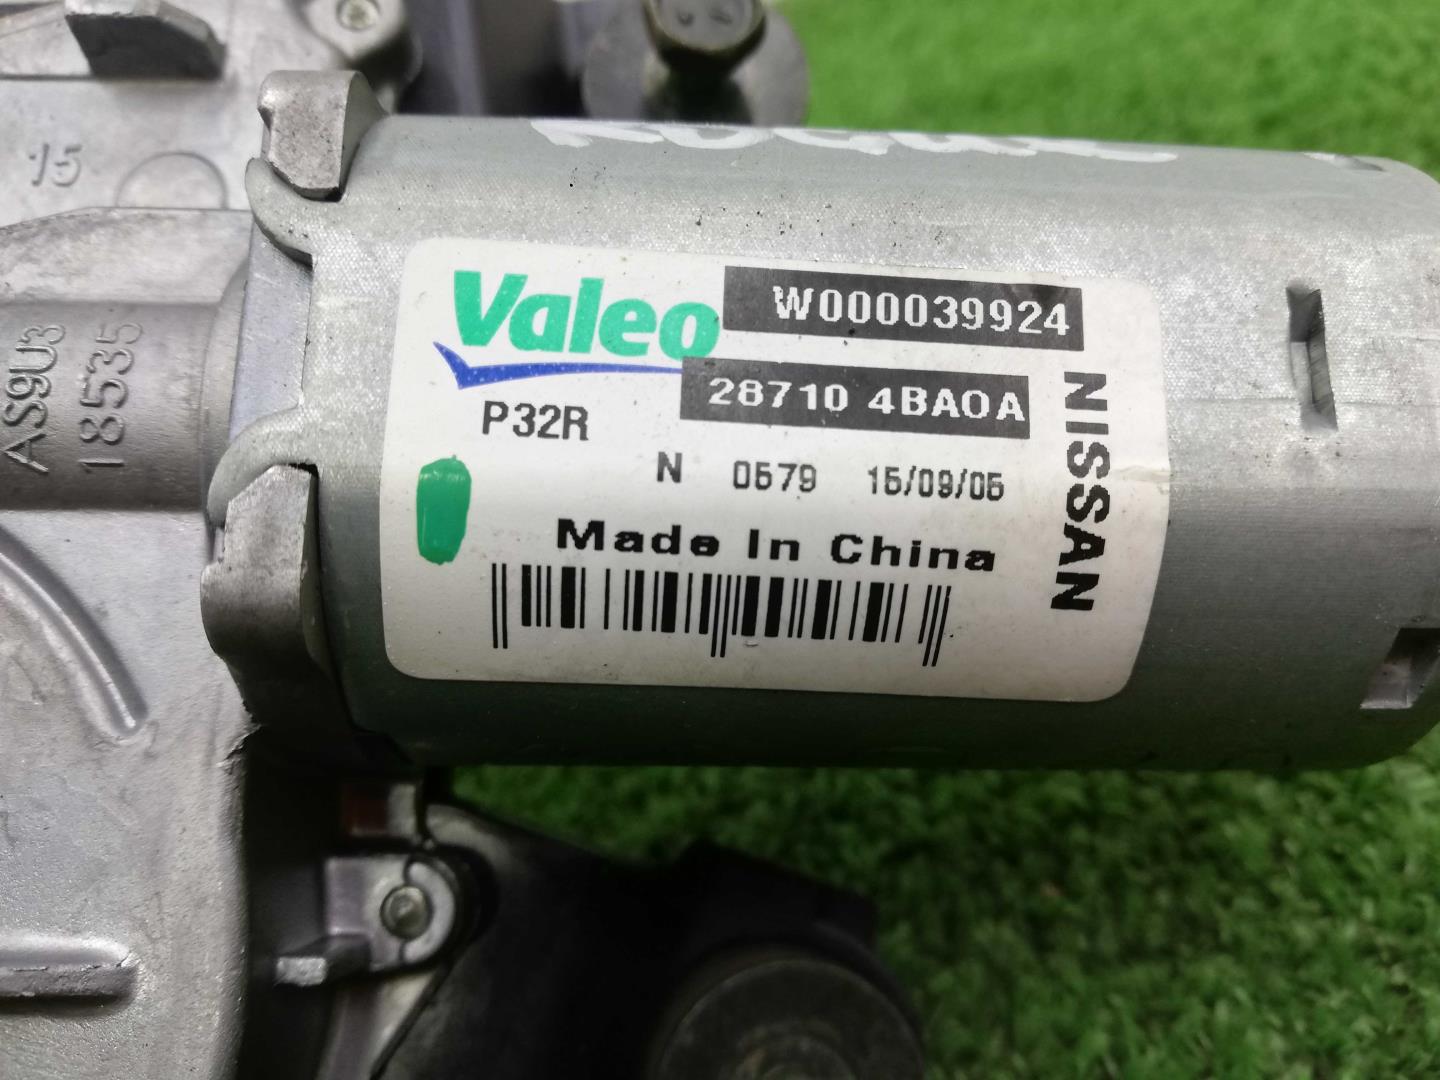 15
AS9U3
18535
Valeo
W000039924
28710 4BA0A
P32R
N 0579 15/09/05
Made In China
NISSAN